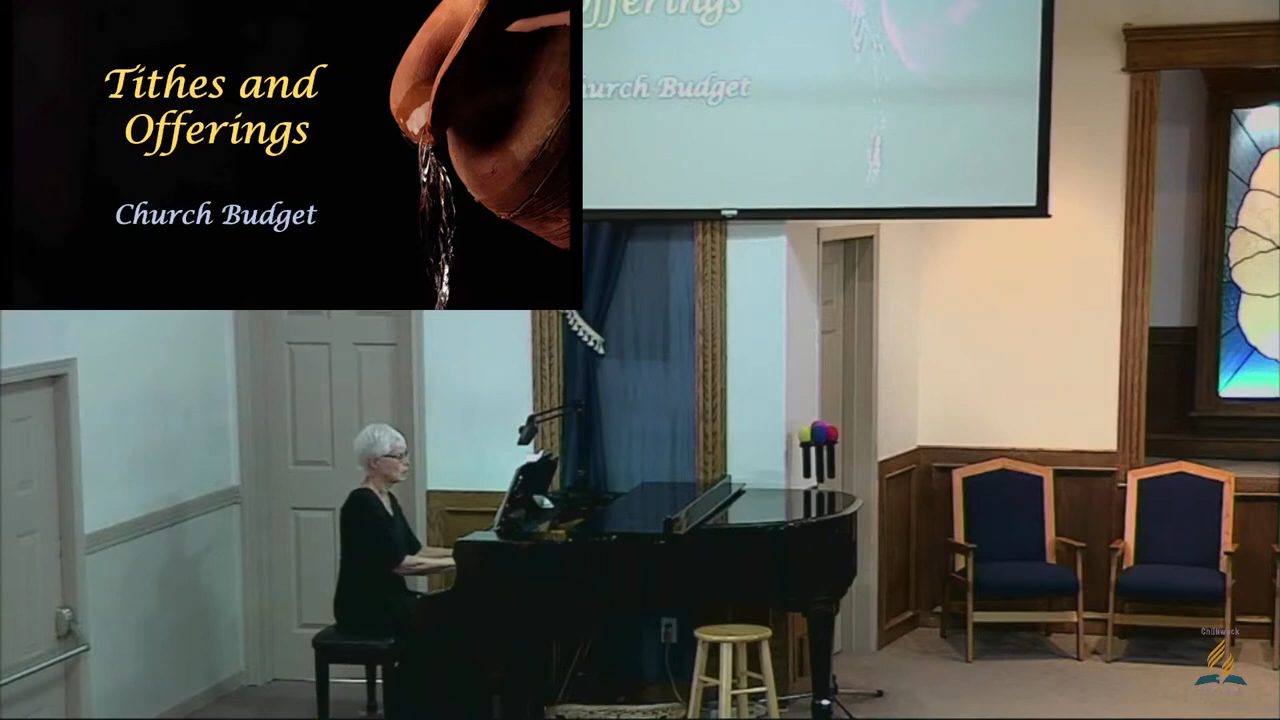 Tithes and
Offerings
Church Budget
Offerings
Church Budget
Chilliwack